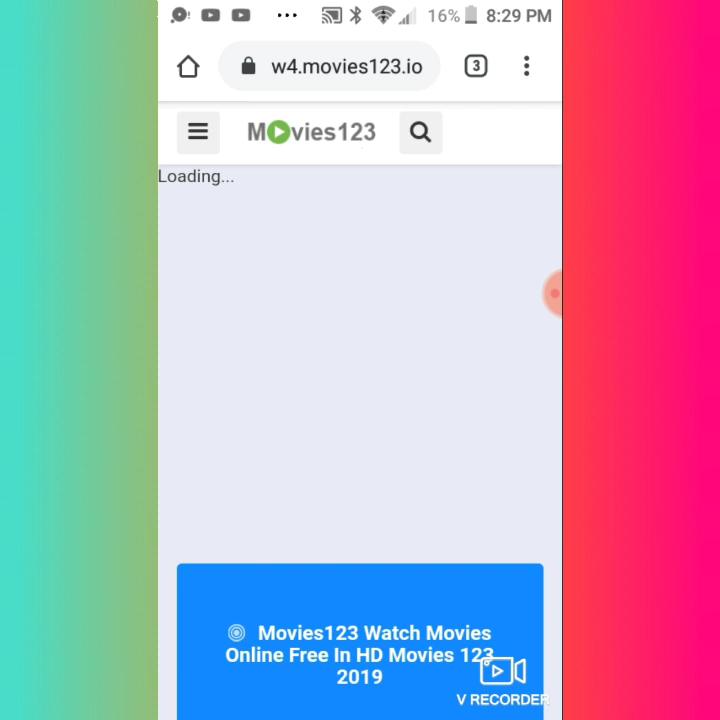 16% 8:29 PM
w4.movies123.io
3
Movies123
Loading...
Movies123 Watch Movies
Online Free In HD Movies 123
2019
V RECORDER